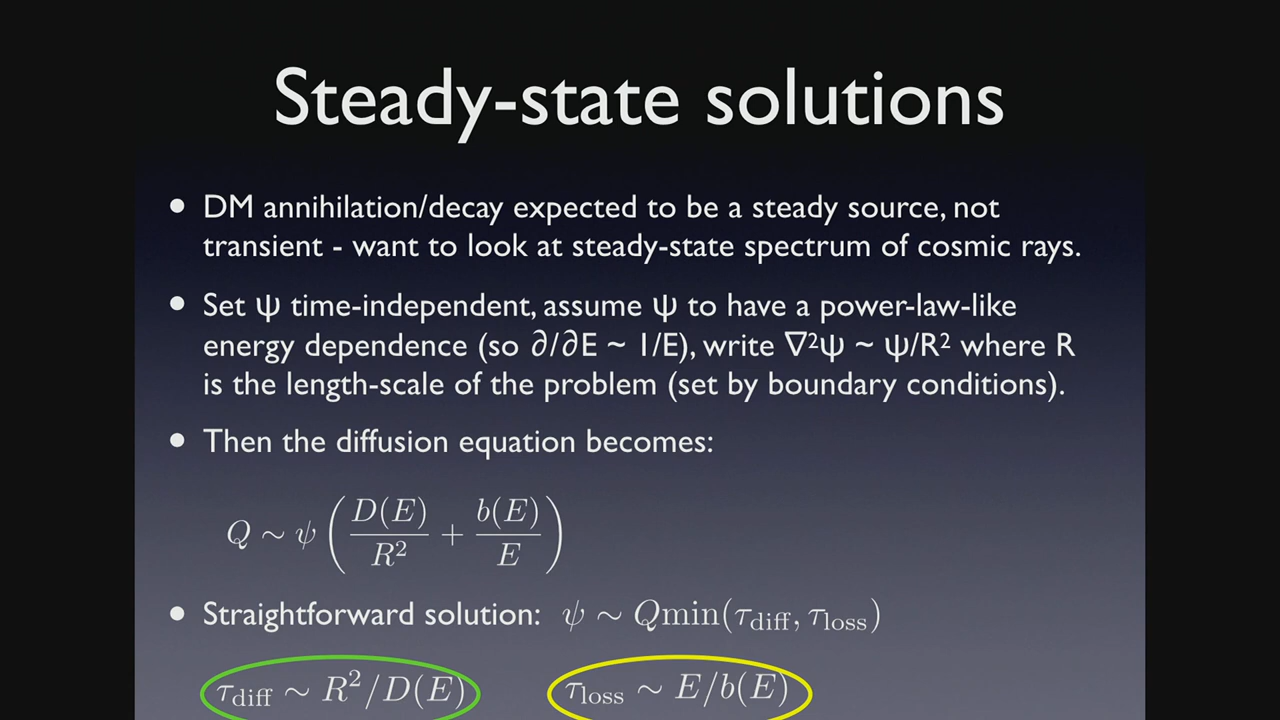 Steady-state solutions
• DM annihilation/decay expected to be a steady source, not
transient - want to look at steady-state spectrum of cosmic rays.
• Set ψ time-independent, assume ψ to have a power-law-like
energy dependence (so ∂/∂E ~ 1/E), write ∇²ψ ~ ψ/R² where R
is the length-scale of the problem (set by boundary conditions).
• Then the diffusion equation becomes:
Q ∼ ψ ( D(E)/R² + b(E)/E )
• Straightforward solution: ψ ∼ Qmin(τ_diff, τ_loss)
τ_diff ∼ R²/D(E) τ_loss ∼ E/b(E)